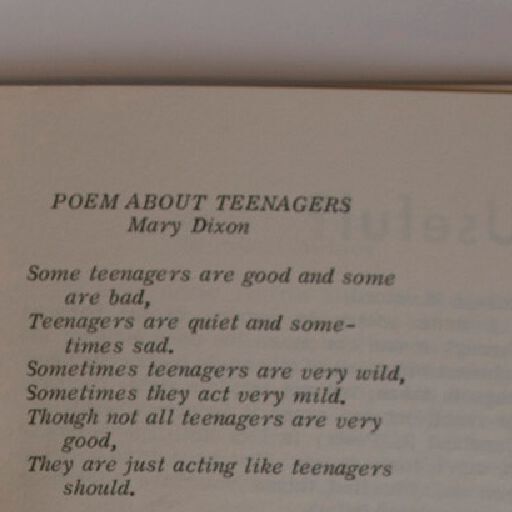 POEM ABOUT TEENAGERS
Mary Dixon
Some teenagers are good and some
are bad,
Teenagers are quiet and some-
times sad.
Sometimes teenagers are very wild,
Sometimes they act very mild.
Though not all teenagers are very
good,
They are just acting like teenagers
should.